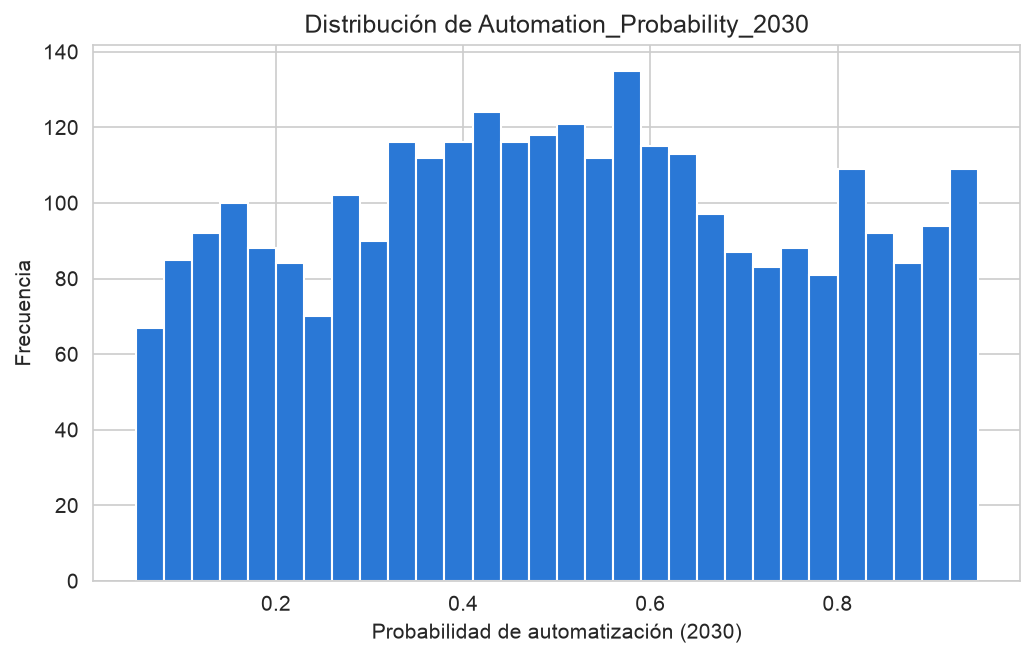 Distribución de Automation_Probability_2030
140
120
100
80
60
40
20
0
Frecuencia
0.2 0.4 0.6 0.8
Probabilidad de automatización (2030)